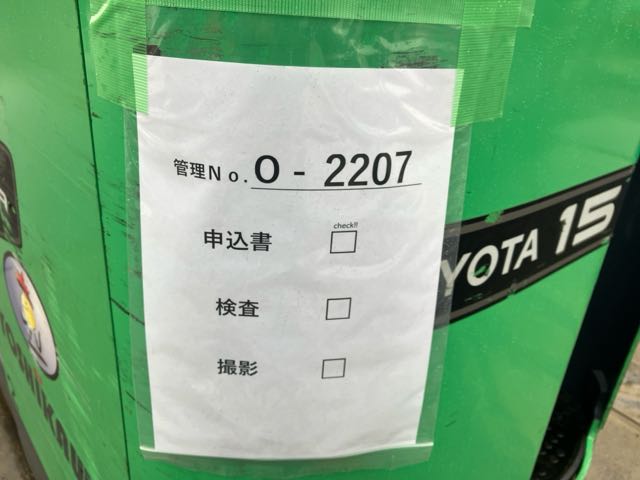 管理No. O - 2207
check!!
申込書 □
検査 □
撮影 □
YOTA 15